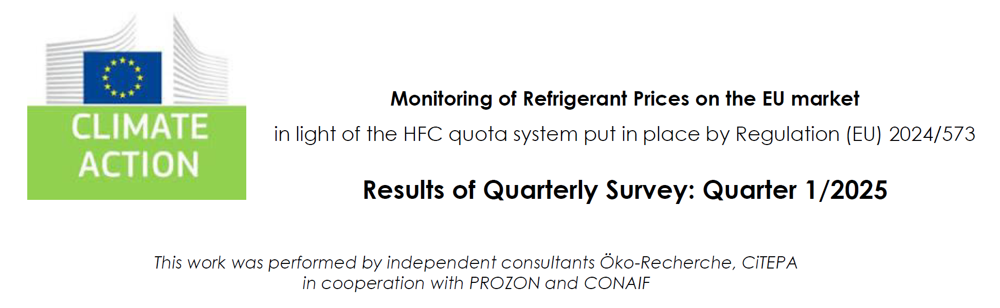 CLIMATE
ACTION
Monitoring of Refrigerant Prices on the EU market
in light of the HFC quota system put in place by Regulation (EU) 2024/573
Results of Quarterly Survey: Quarter 1/2025
This work was performed by independent consultants Öko-Recherche, CiTEPA
in cooperation with PROZON and CONAIF